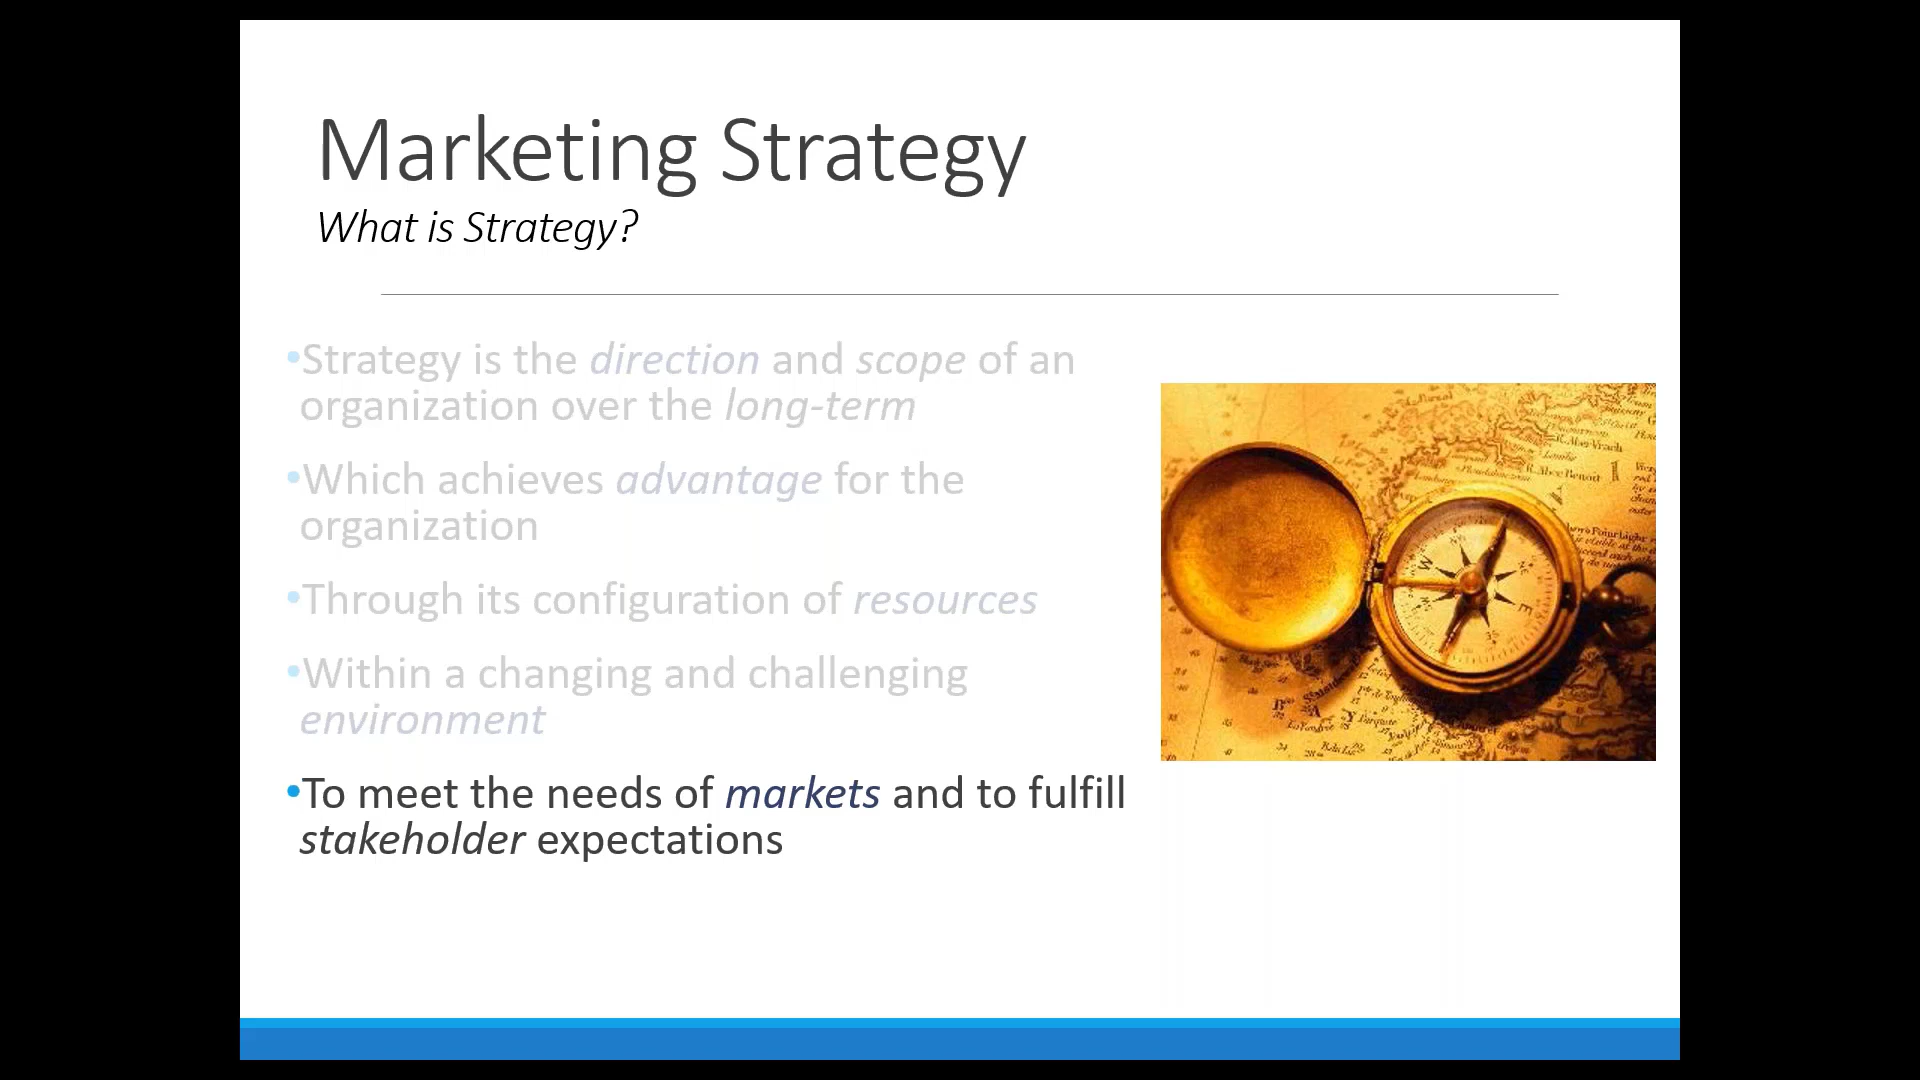 Marketing Strategy
What is Strategy?
•Strategy is the direction and scope of an
organization over the long-term
•Which achieves advantage for the
organization
•Through its configuration of resources
•Within a changing and challenging
environment
•To meet the needs of markets and to fulfill
stakeholder expectations